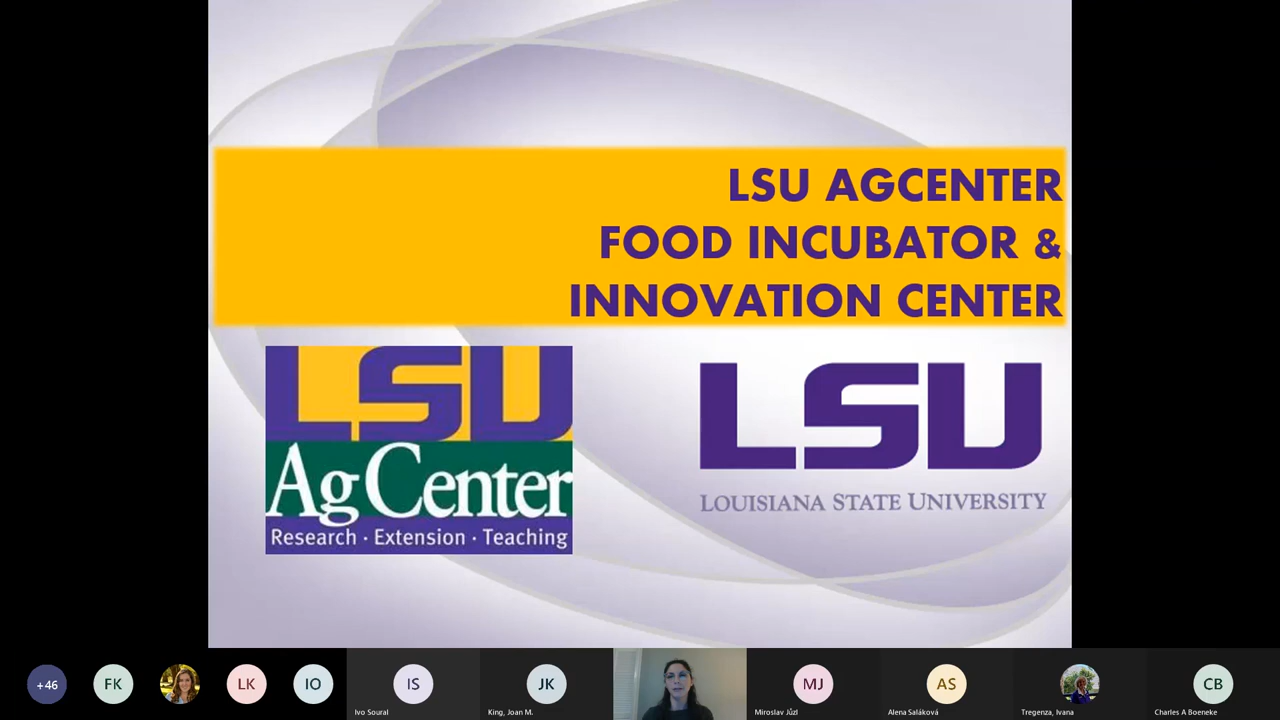 LSU AGCENTER
FOOD INCUBATOR &
INNOVATION CENTER
LSU
AgCenter
Research · Extension · Teaching
LSU
LOUISIANA STATE UNIVERSITY
+46
FK
LK
IO
IS
Ivo Soural
JK
King, Joan M.
MJ
Miroslav Jůzl
AS
Alena Saláková
Tregenza, Ivana
CB
Charles A Boeneke